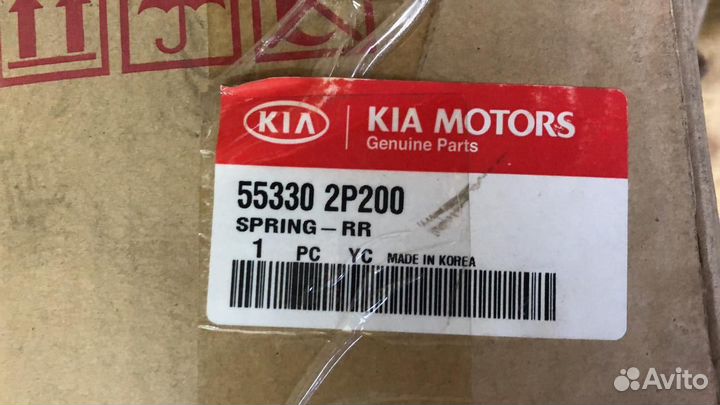 KIA KIA MOTORS
Genuine Parts
55330 2P200
SPRING-RR
1 PC YC MADE IN KOREA
Avito